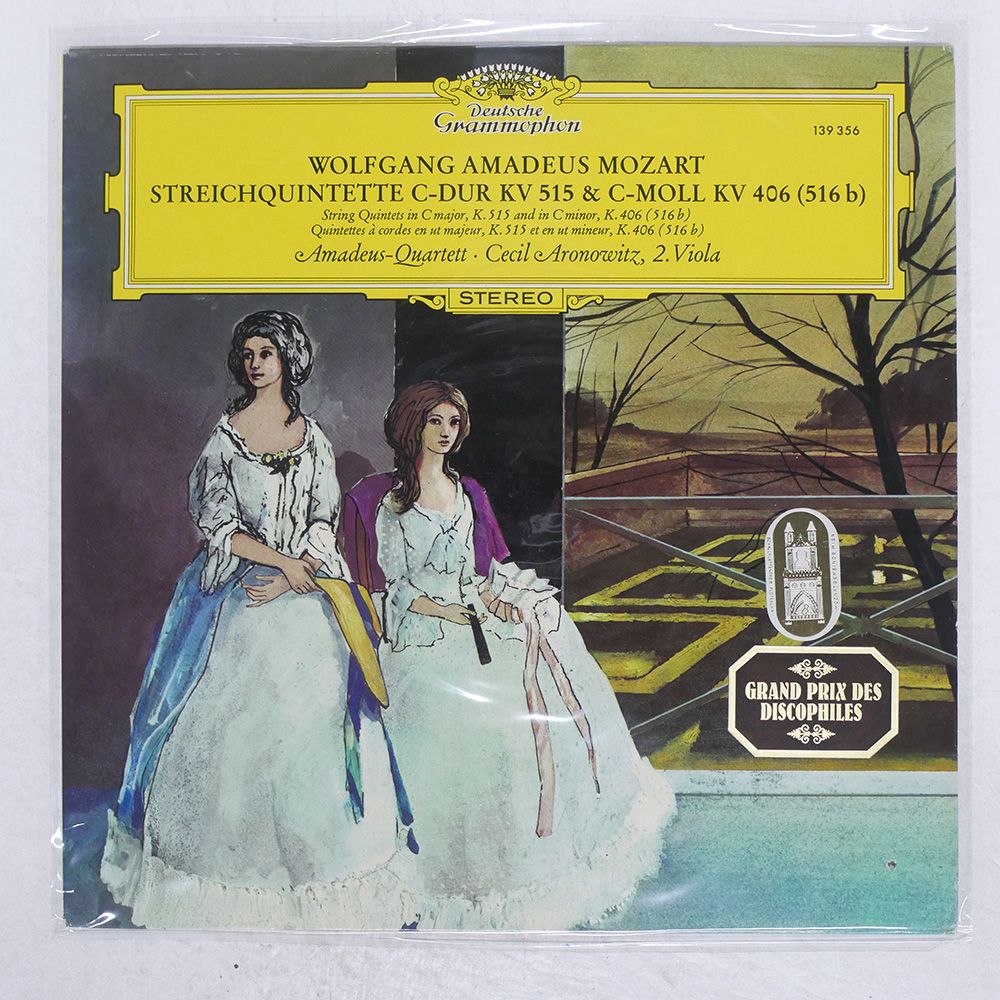 Deutsche
Grammophon
139 356
WOLFGANG AMADEUS MOZART
STREICHQUINTETTE C-DUR KV 515 & C-MOLL KV 406 (516 b)
String Quintets in C major, K. 515 and in C minor, K. 406 (516 b)
Quintettes à cordes en ut majeur, K. 515 et en ut mineur, K. 406 (516 b)
Amadeus-Quartett · Cecil Aronowitz, 2. Viola
STEREO
GRAND PRIX DES
DISCOPHILES